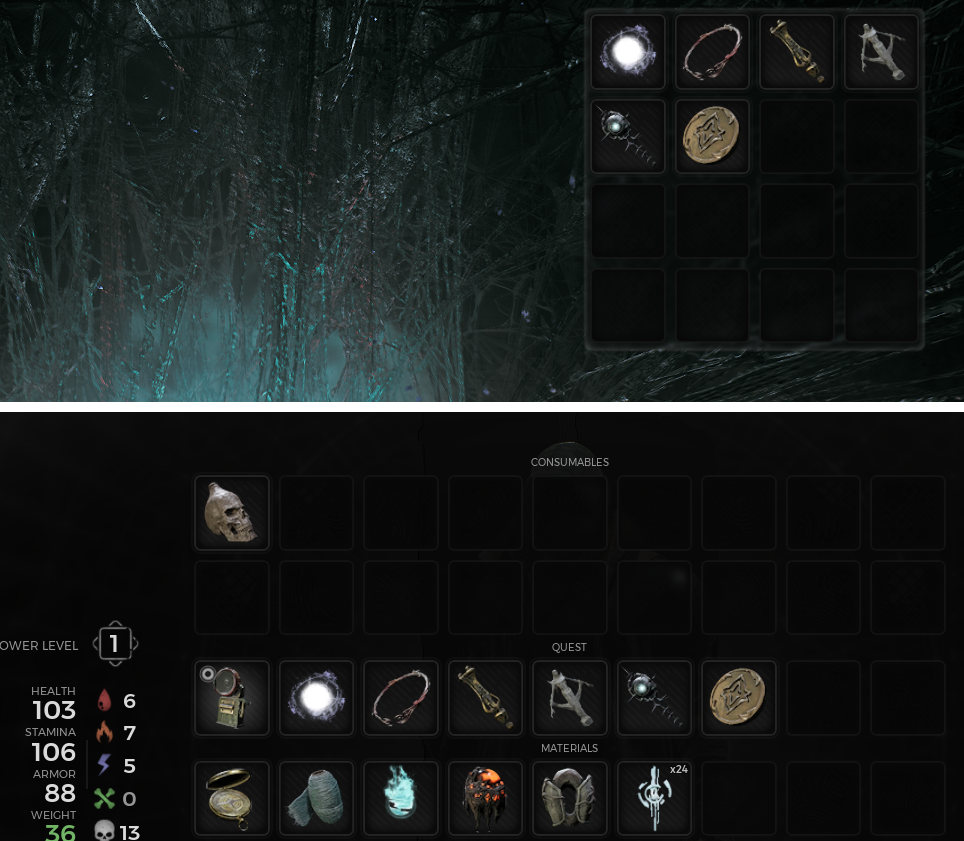 CONSUMABLES
OWER LEVEL
1
QUEST
HEALTH
103
6
STAMINA
106
7
ARMOR
88
5
WEIGHT
36
0
13
MATERIALS
x24